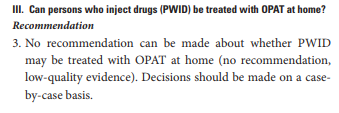 III. Can persons who inject drugs (PWID) be treated with OPAT at home?
Recommendation
3. No recommendation can be made about whether PWID
may be treated with OPAT at home (no recommendation,
low-quality evidence). Decisions should be made on a case-
by-case basis.